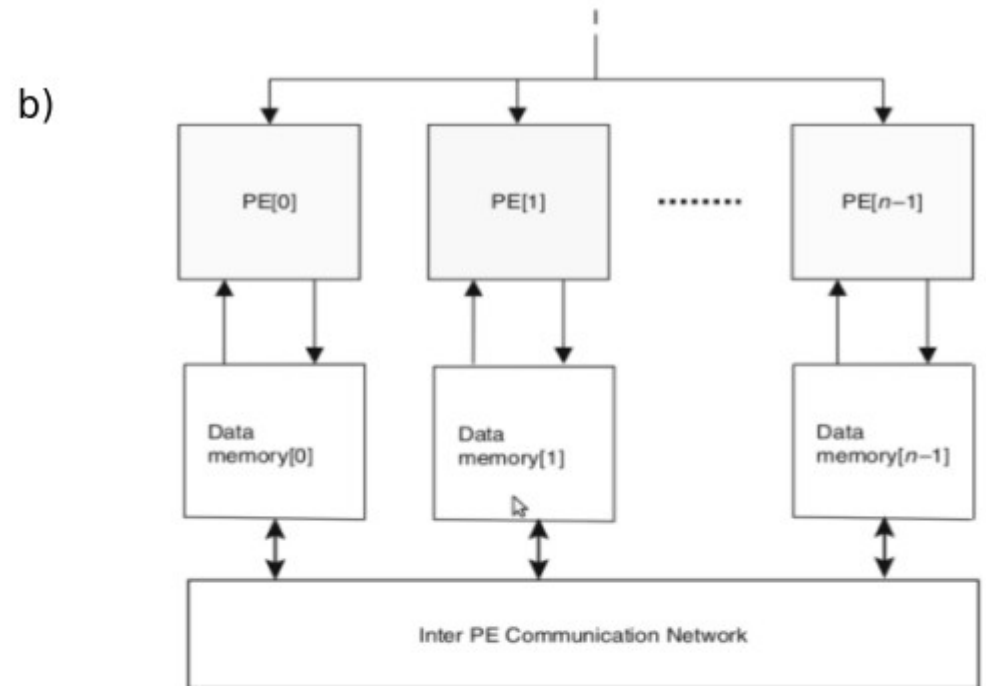 I
b)
PE[0]
PE[1]
........
PE[n−1]
Data
memory[0]
Data
memory[1]
Data
memory[n−1]
Inter PE Communication Network